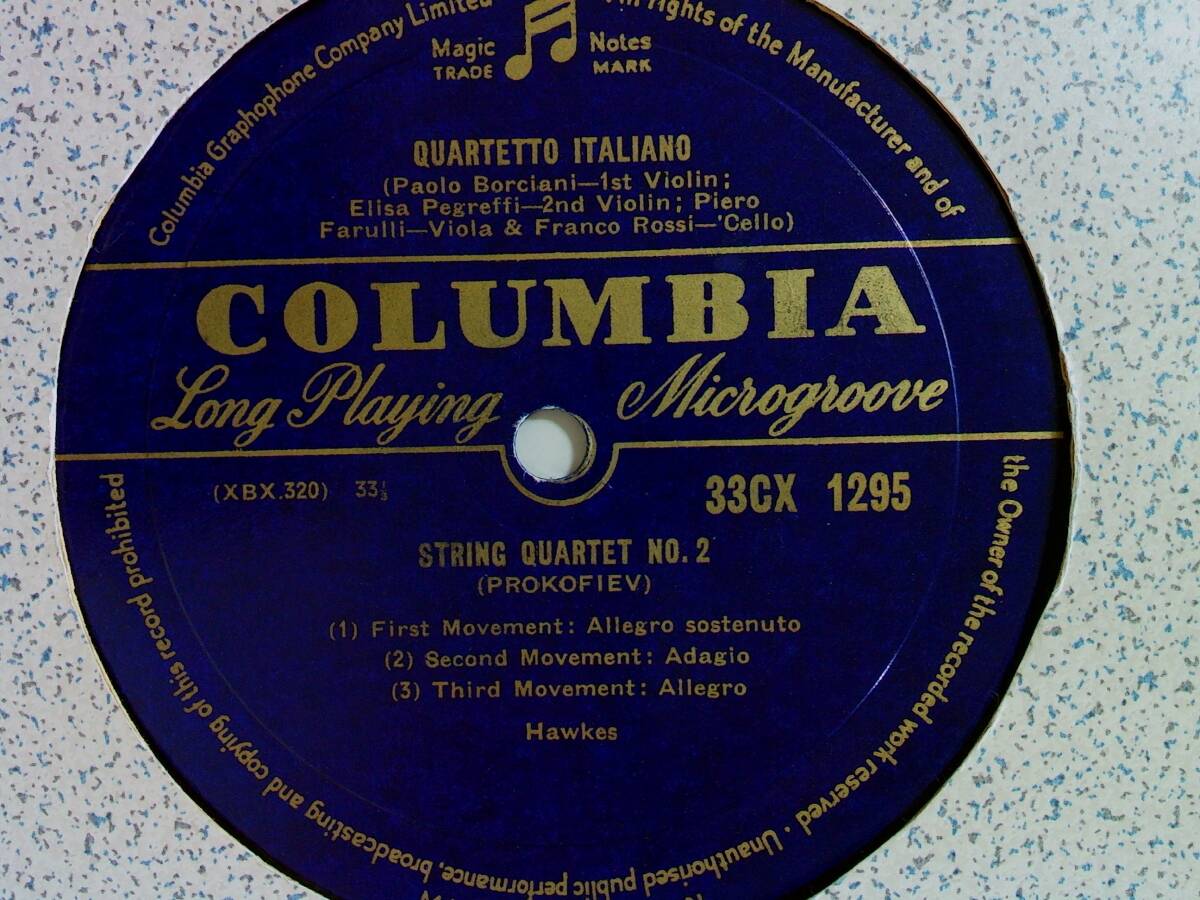 Columbia Graphophone Company Limited
rights of the Manufacturer and of
the Owner of the recorded work reserved · Unauthorised public performance, broadcasting and copying of this record prohibited
Magic Notes
TRADE MARK
QUARTETTO ITALIANO
(Paolo Borciani—1st Violin;
Elisa Pegreffi—2nd Violin; Piero
Farulli—Viola & Franco Rossi—'Cello)
COLUMBIA
Long Playing Microgroove
(XBX.320) 33⅓ 33CX 1295
STRING QUARTET NO. 2
(PROKOFIEV)
(1) First Movement: Allegro sostenuto
(2) Second Movement: Adagio
(3) Third Movement: Allegro
Hawkes